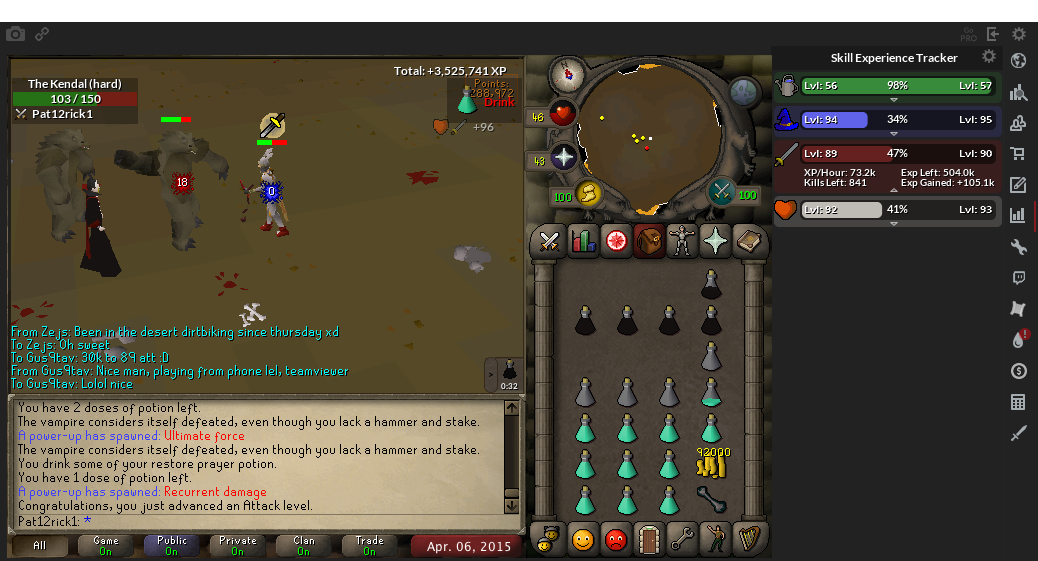 Go
PRO
The Kendal (hard)
103 / 150
Pat12rick1
Total: +3,525,741 XP
Points:
288,972
Drink
+96
18
0
From Zejs: Been in the desert dirtbiking since thursday xd
To Zejs: Oh sweet
To Gus9tav: 30k to 89 att :D
From Gus9tav: Nice man, playing from phone lel, teamviewer
To Gus9tav: Lolol nice
>
0:32
You have 2 doses of potion left.
The vampire considers itself defeated, even though you lack a hammer and stake.
A power-up has spawned: Ultimate force
The vampire considers itself defeated, even though you lack a hammer and stake.
You drink some of your restore prayer potion.
You have 1 dose of potion left.
A power-up has spawned: Recurrent damage
Congratulations, you just advanced an Attack level.
Pat12rick1: *
All
Game
On
Public
On
Private
On
Clan
On
Trade
On
Apr. 06, 2015
46
43
100
100
92000
Skill Experience Tracker
Lvl: 56 98% Lvl: 57
Lvl: 94 34% Lvl: 95
Lvl: 89 47% Lvl: 90
XP/Hour: 73.2k Exp Left: 504.0k
Kills Left: 841 Exp Gained: +105.1k
Lvl: 92 41% Lvl: 93